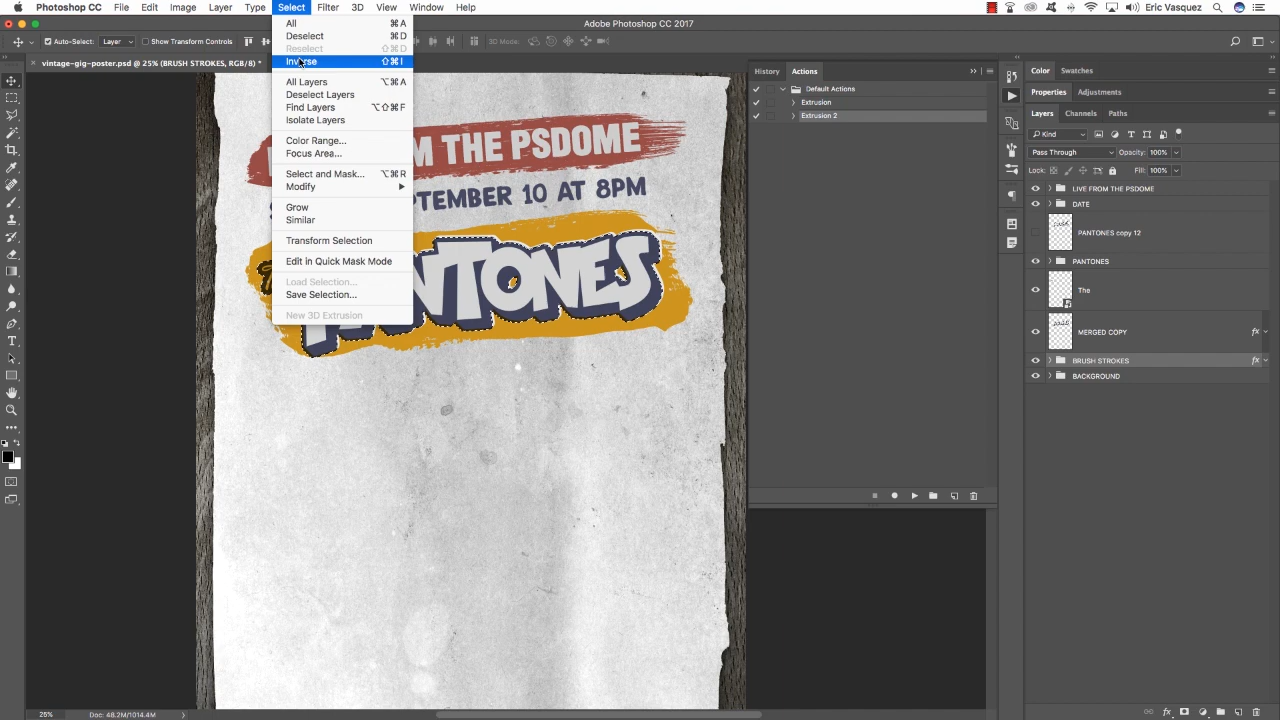 Photoshop CC File Edit Image Layer Type Select Filter 3D View Window Help Eric Vasquez
Adobe Photoshop CC 2017
Auto-Select: Layer Show Transform Controls 3D Mode:
vintage-gig-poster.psd @ 25% (BRUSH STROKES, RGB/8) *
All ⌘A
Deselect ⌘D
Reselect ⇧⌘D
Inverse ⇧⌘I
All Layers ⌥⌘A
Deselect Layers
Find Layers ⌥⇧⌘F
Isolate Layers
Color Range...
Focus Area...
Select and Mask... ⌥⌘R
Modify
Grow
Similar
Transform Selection
Edit in Quick Mask Mode
Load Selection...
Save Selection...
New 3D Extrusion
M THE PSDOME
PTEMBER 10 AT 8PM
NTONES
History Actions
Default Actions
Extrusion
Extrusion 2
Color Swatches
Properties Adjustments
Layers Channels Paths
Kind
Pass Through Opacity: 100%
Lock: Fill: 100%
LIVE FROM THE PSDOME
DATE
PANTONES copy 12
PANTONES
The
MERGED COPY fx
BRUSH STROKES fx
BACKGROUND
25% Doc: 48.2M/1014.4M